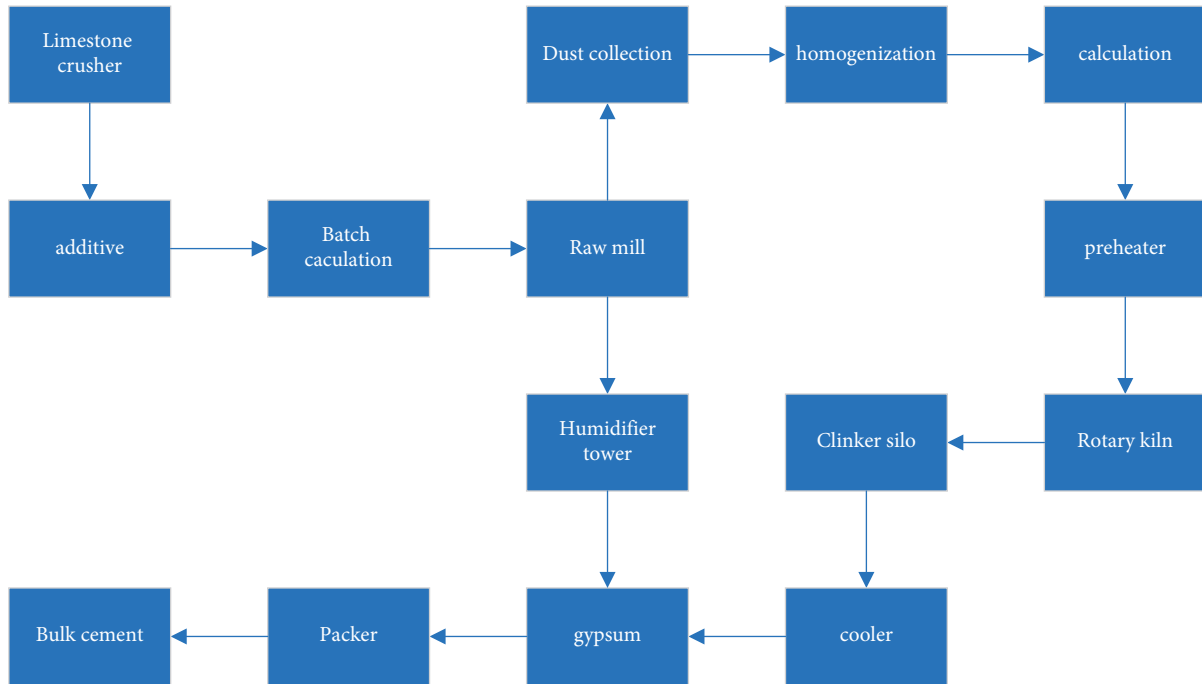 Limestone
crusher
Dust collection
homogenization
calculation
additive
Batch
caculation
Raw mill
preheater
Humidifier
tower
Clinker silo
Rotary kiln
Bulk cement
Packer
gypsum
cooler